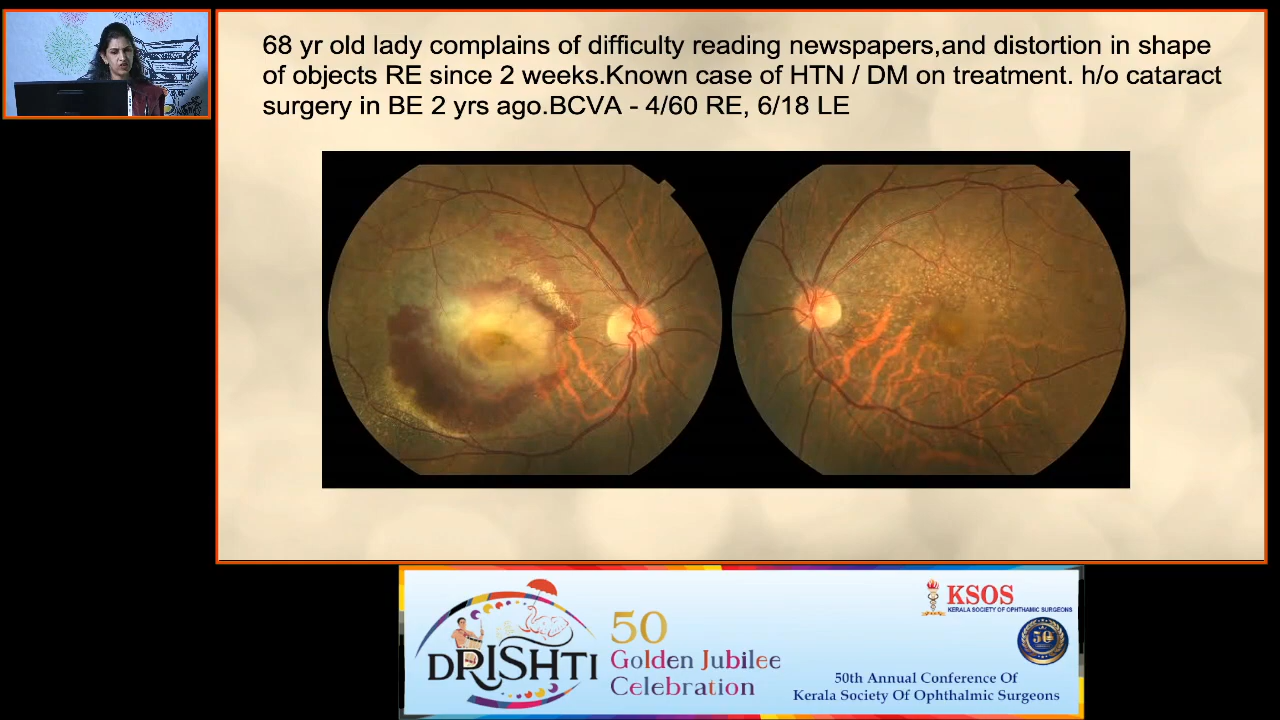 68 yr old lady complains of difficulty reading newspapers,and distortion in shape
of objects RE since 2 weeks.Known case of HTN / DM on treatment. h/o cataract
surgery in BE 2 yrs ago.BCVA - 4/60 RE, 6/18 LE
DRISHTI
50
Golden Jubilee
Celebration
KSOS
KERALA SOCIETY OF OPHTHAMIC SURGEONS
50
50th Annual Conference Of
Kerala Society Of Ophthalmic Surgeons